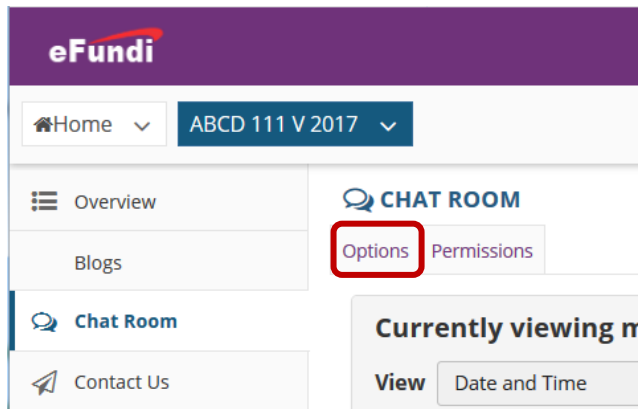 eFundi
Home
ABCD 111 V 2017
Overview
Blogs
Chat Room
Contact Us
CHAT ROOM
Options
Permissions
Currently viewing
View
Date and Time